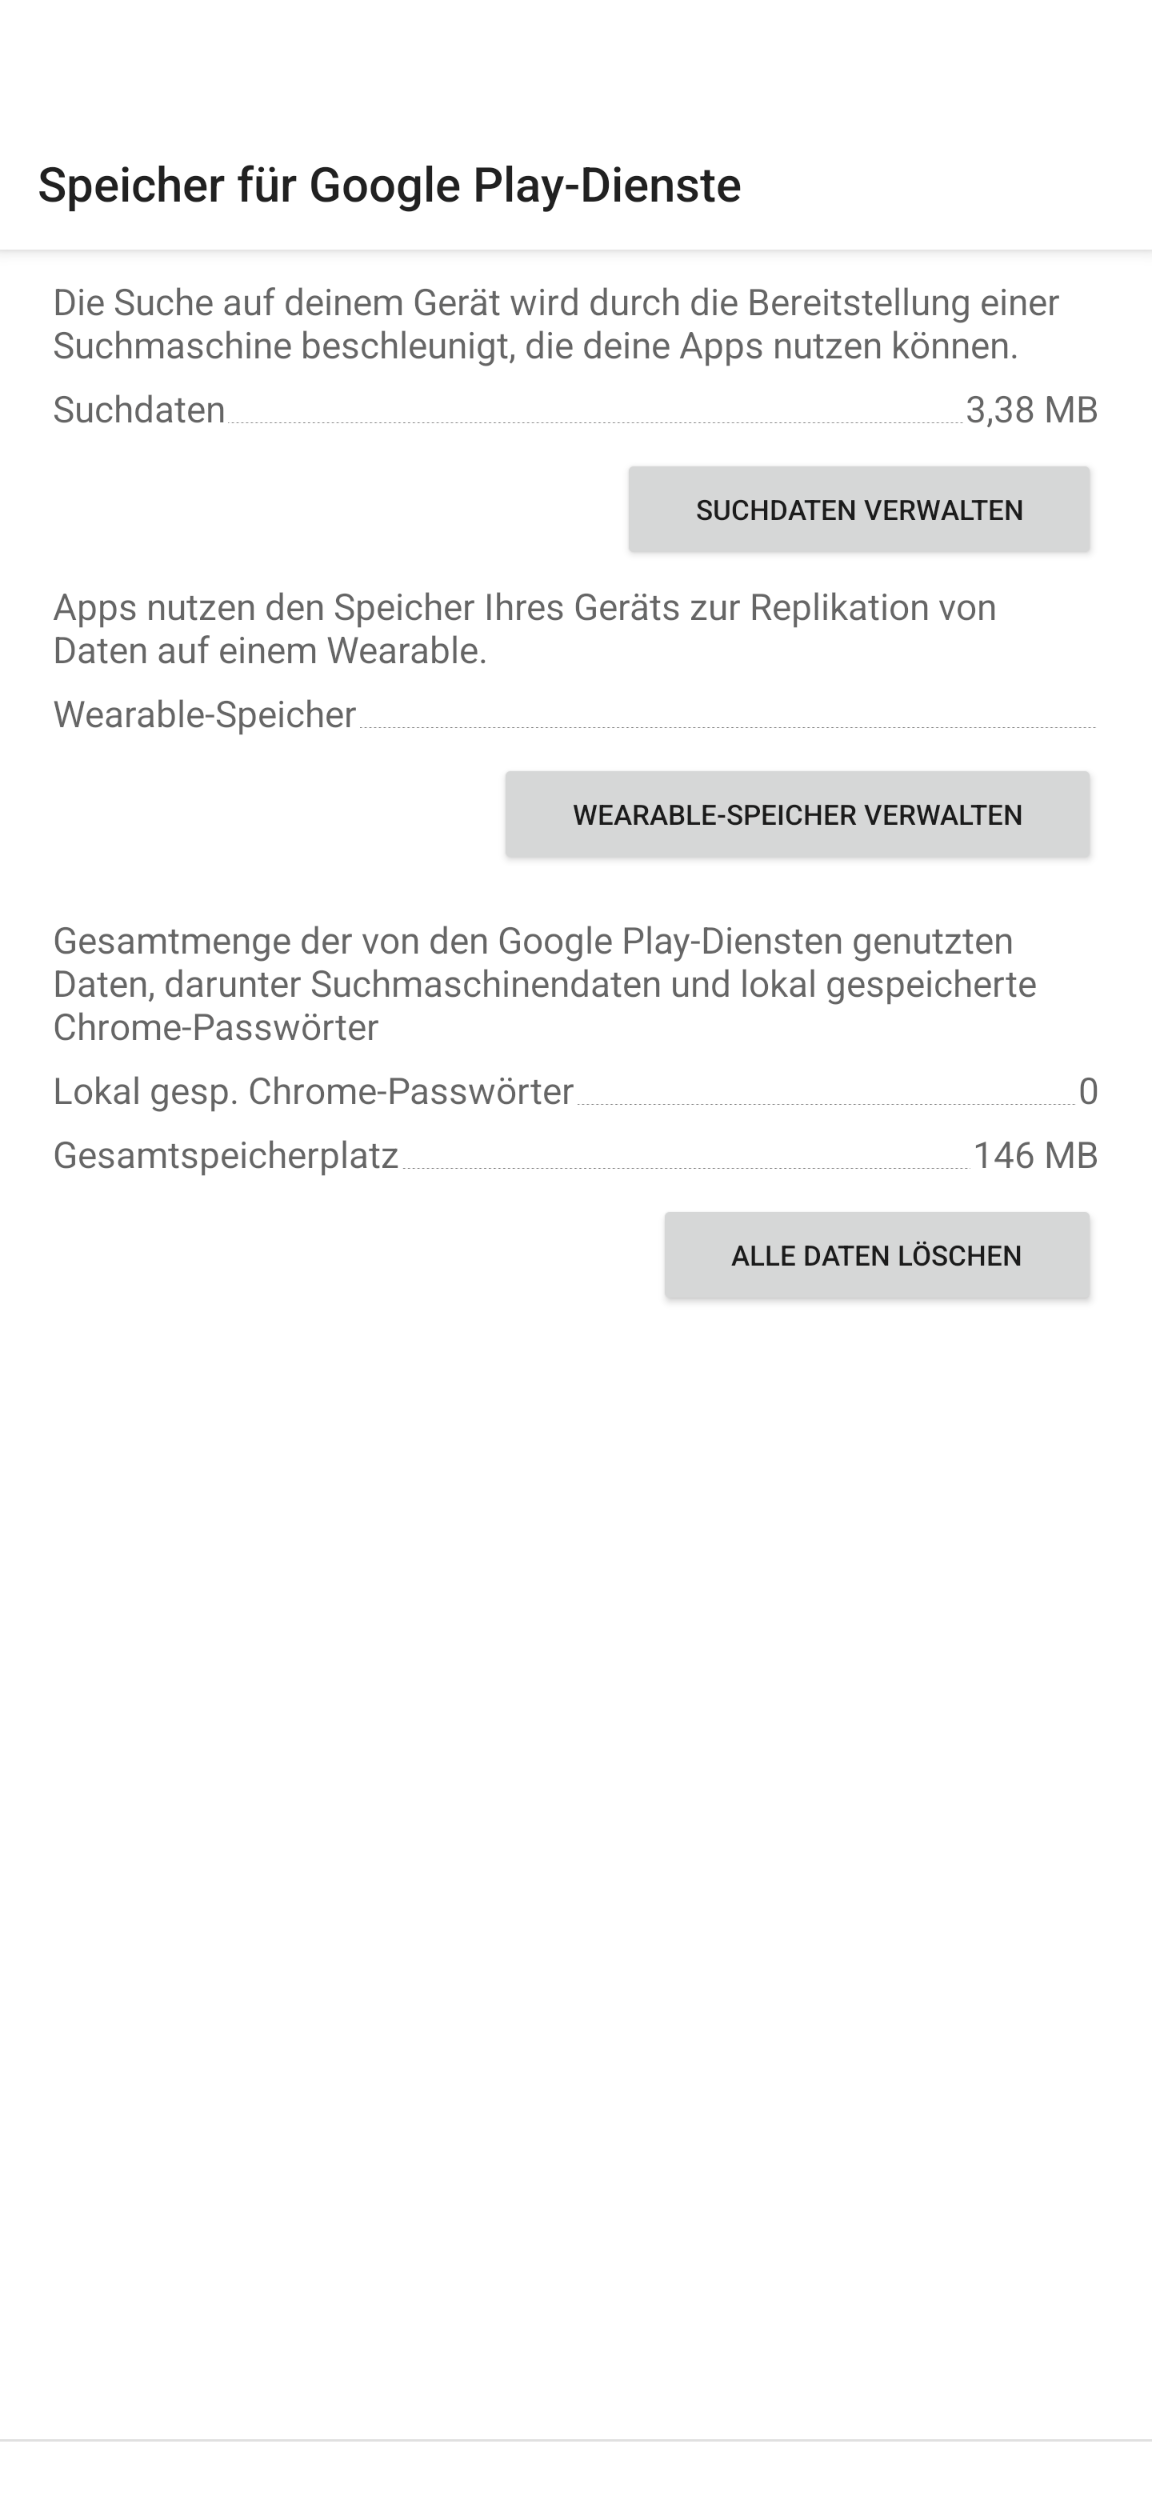 Speicher für Google Play-Dienste
Die Suche auf deinem Gerät wird durch die Bereitstellung einer
Suchmaschine beschleunigt, die deine Apps nutzen können.
Suchdaten 3,38 MB
SUCHDATEN VERWALTEN
Apps nutzen den Speicher Ihres Geräts zur Replikation von
Daten auf einem Wearable.
Wearable-Speicher
WEARABLE-SPEICHER VERWALTEN
Gesamtmenge der von den Google Play-Diensten genutzten
Daten, darunter Suchmaschinendaten und lokal gespeicherte
Chrome-Passwörter
Lokal gesp. Chrome-Passwörter 0
Gesamtspeicherplatz 146 MB
ALLE DATEN LÖSCHEN